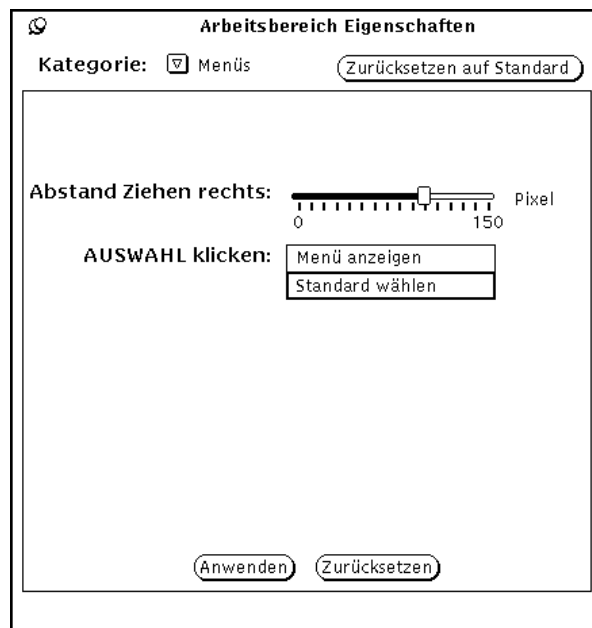 Arbeitsbereich Eigenschaften
Kategorie: Menüs Zurücksetzen auf Standard
Abstand Ziehen rechts: Pixel
0 150
AUSWAHL klicken: Menü anzeigen
Standard wählen
Anwenden Zurücksetzen